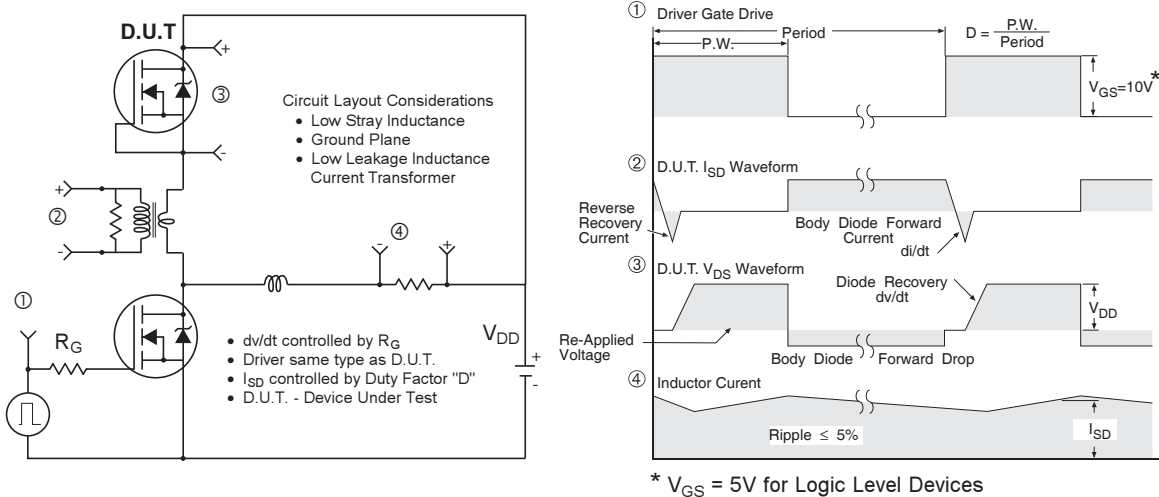 D.U.T
+
③
-
Circuit Layout Considerations
• Low Stray Inductance
• Ground Plane
• Low Leakage Inductance
Current Transformer
+
②
-
④
-
+
①
R_G
V_DD
+
-
• dv/dt controlled by R_G
• Driver same type as D.U.T.
• I_SD controlled by Duty Factor "D"
• D.U.T. - Device Under Test
① Driver Gate Drive
P.W.
Period
D = P.W.
Period
V_GS=10V *
② D.U.T. I_SD Waveform
Reverse
Recovery
Current
Body Diode Forward
Current
di/dt
③ D.U.T. V_DS Waveform
Diode Recovery
dv/dt
V_DD
Re-Applied
Voltage
Body Diode Forward Drop
④ Inductor Curent
Ripple ≤ 5%
I_SD
* V_GS = 5V for Logic Level Devices